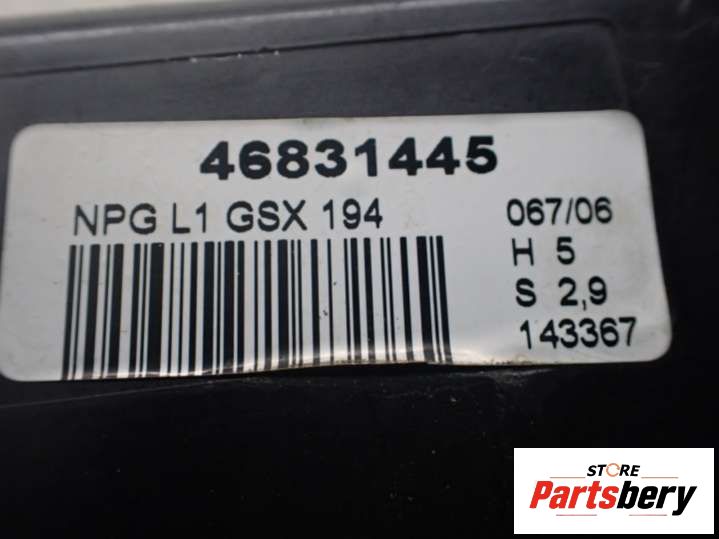 46831445
NPG L1 GSX 194
067/06
H 5
S 2,9
143367
STORE
Partsbery